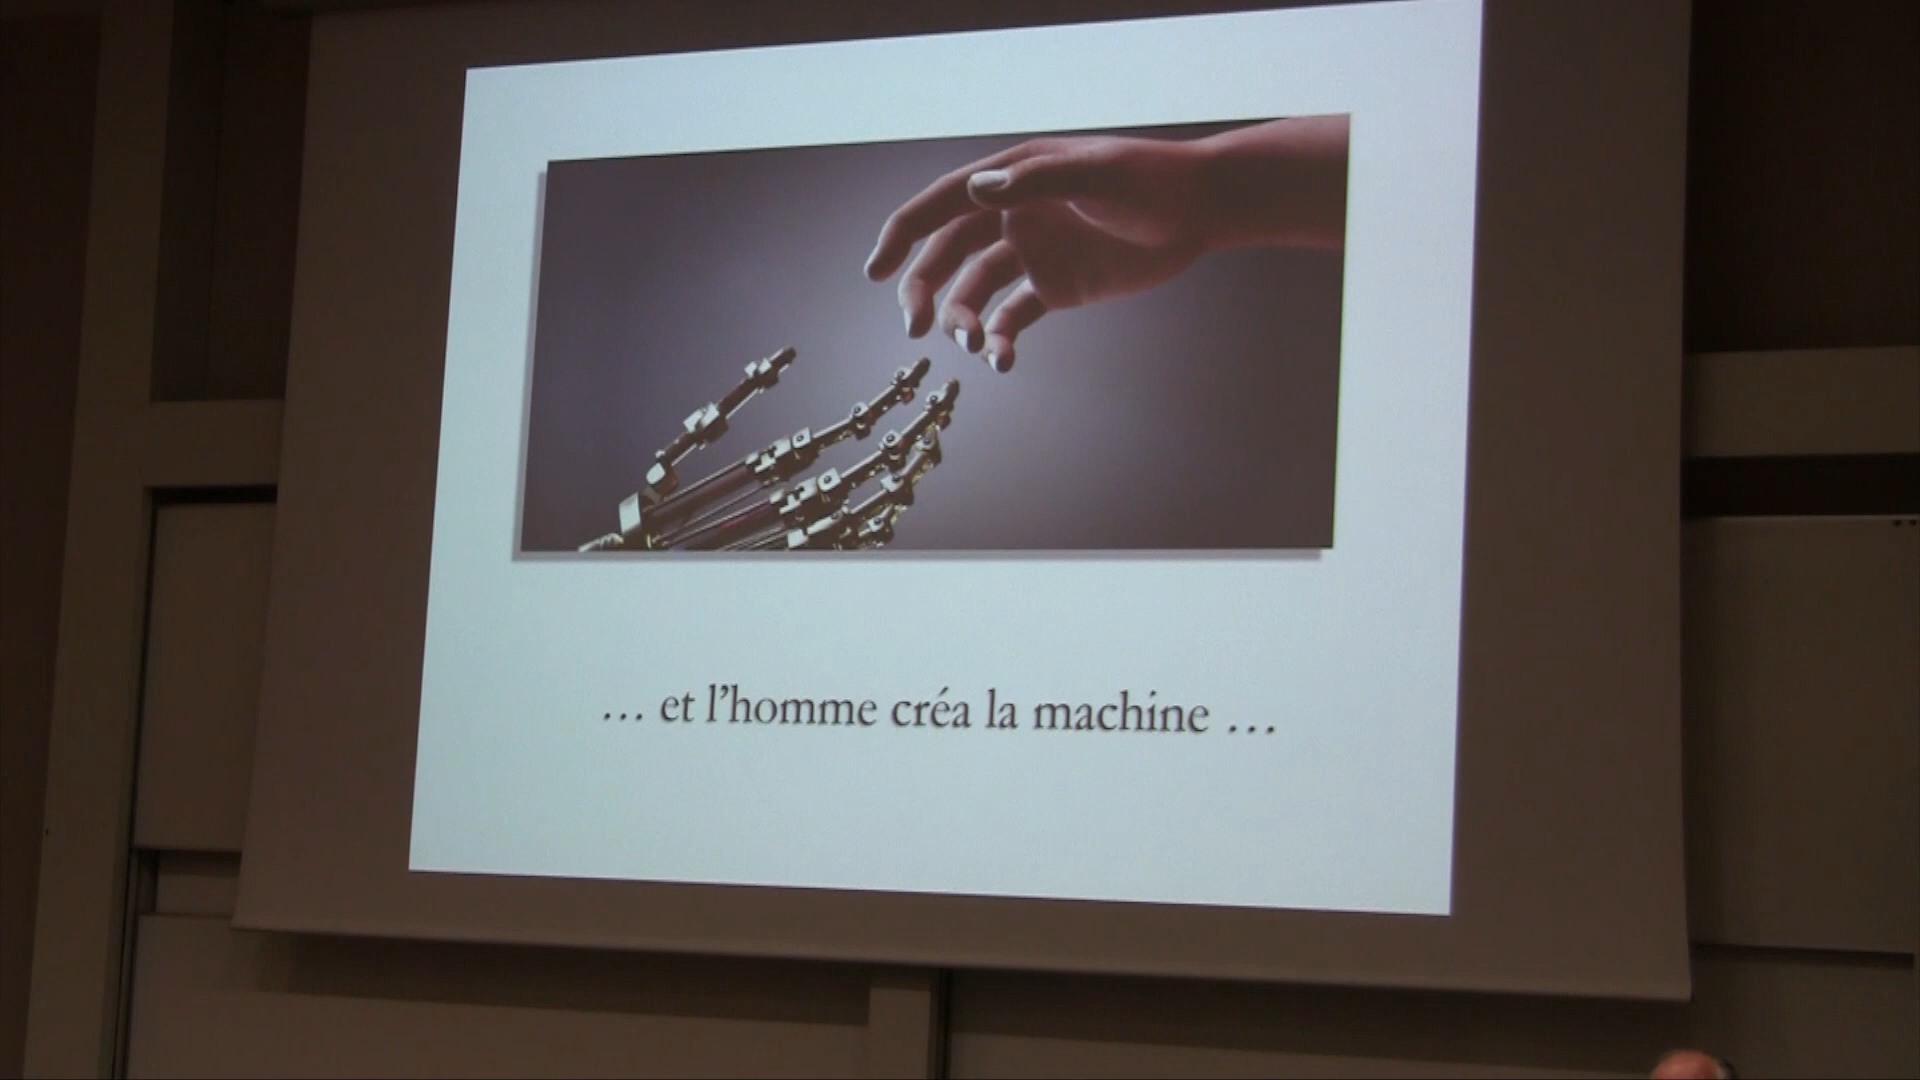 … et l’homme créa la machine …